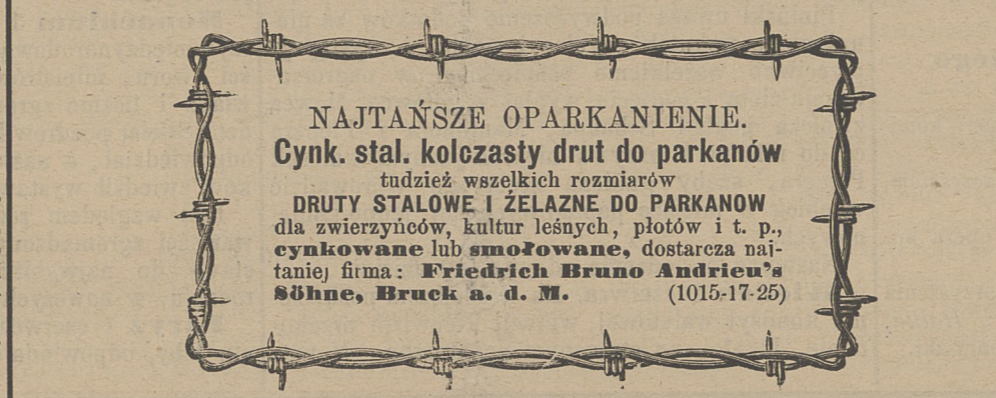 NAJTAŃSZE OPARKANIENIE.
Cynk. stal. kolczasty drut do parkanów
tudzież wszelkich rozmiarów
DRUTY STALOWE I ŻELAZNE DO PARKANOW
dla zwierzyńców, kultur leśnych, płotów i t. p.,
cynkowane lub smołowane, dostarcza naj-
taniej firma: Friedrich Bruno Andrieu's
Söhne, Bruck a. d. M. (1015-17-25)